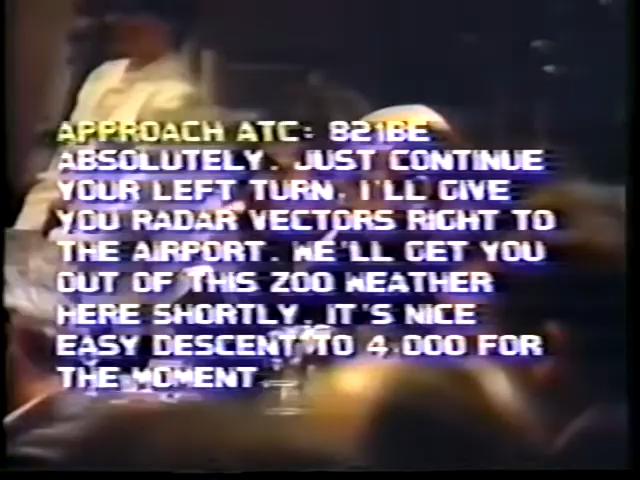 APPROACH ATC: 821BE
ABSOLUTELY. JUST CONTINUE
YOUR LEFT TURN. I'LL GIVE
YOU RADAR VECTORS RIGHT TO
THE AIRPORT. WE'LL GET YOU
OUT OF THIS ZOO WEATHER
HERE SHORTLY. IT'S NICE
EASY DESCENT TO 4,000 FOR
THE MOMENT.